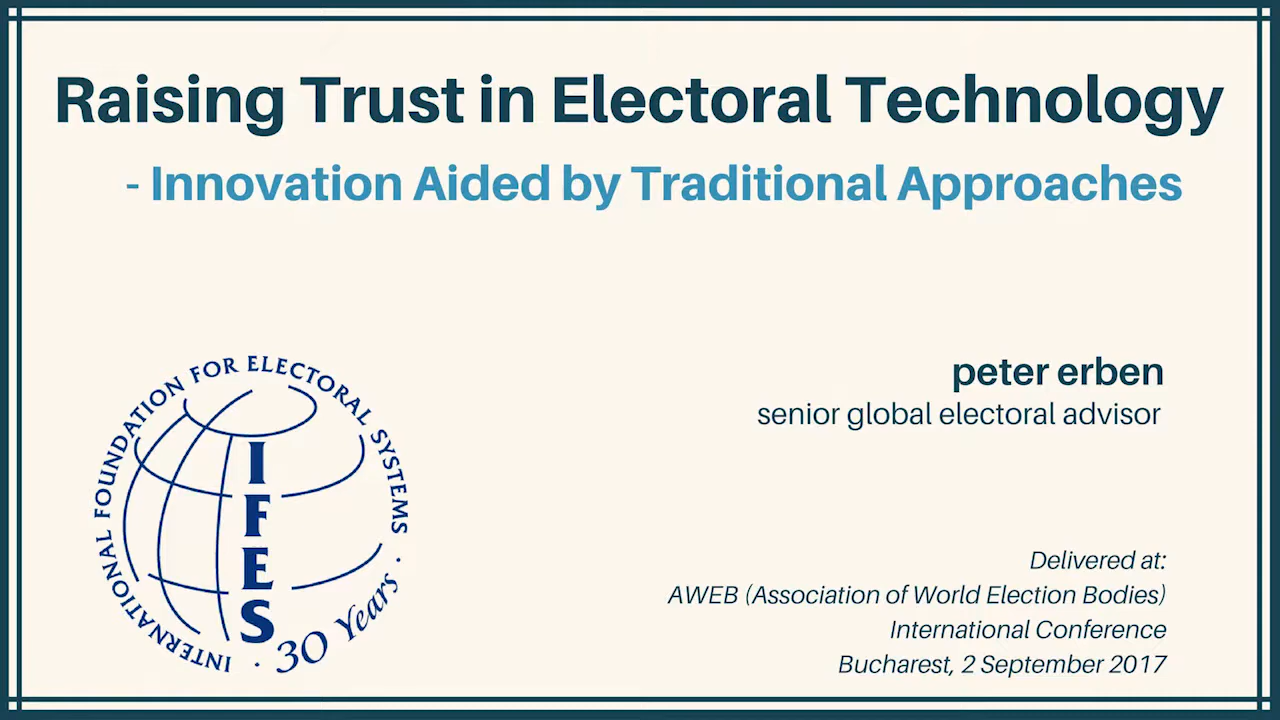 Raising Trust in Electoral Technology
- Innovation Aided by Traditional Approaches
INTERNATIONAL FOUNDATION FOR ELECTORAL SYSTEMS
IFES
· 30 Years ·
peter erben
senior global electoral advisor
Delivered at:
AWEB (Association of World Election Bodies)
International Conference
Bucharest, 2 September 2017